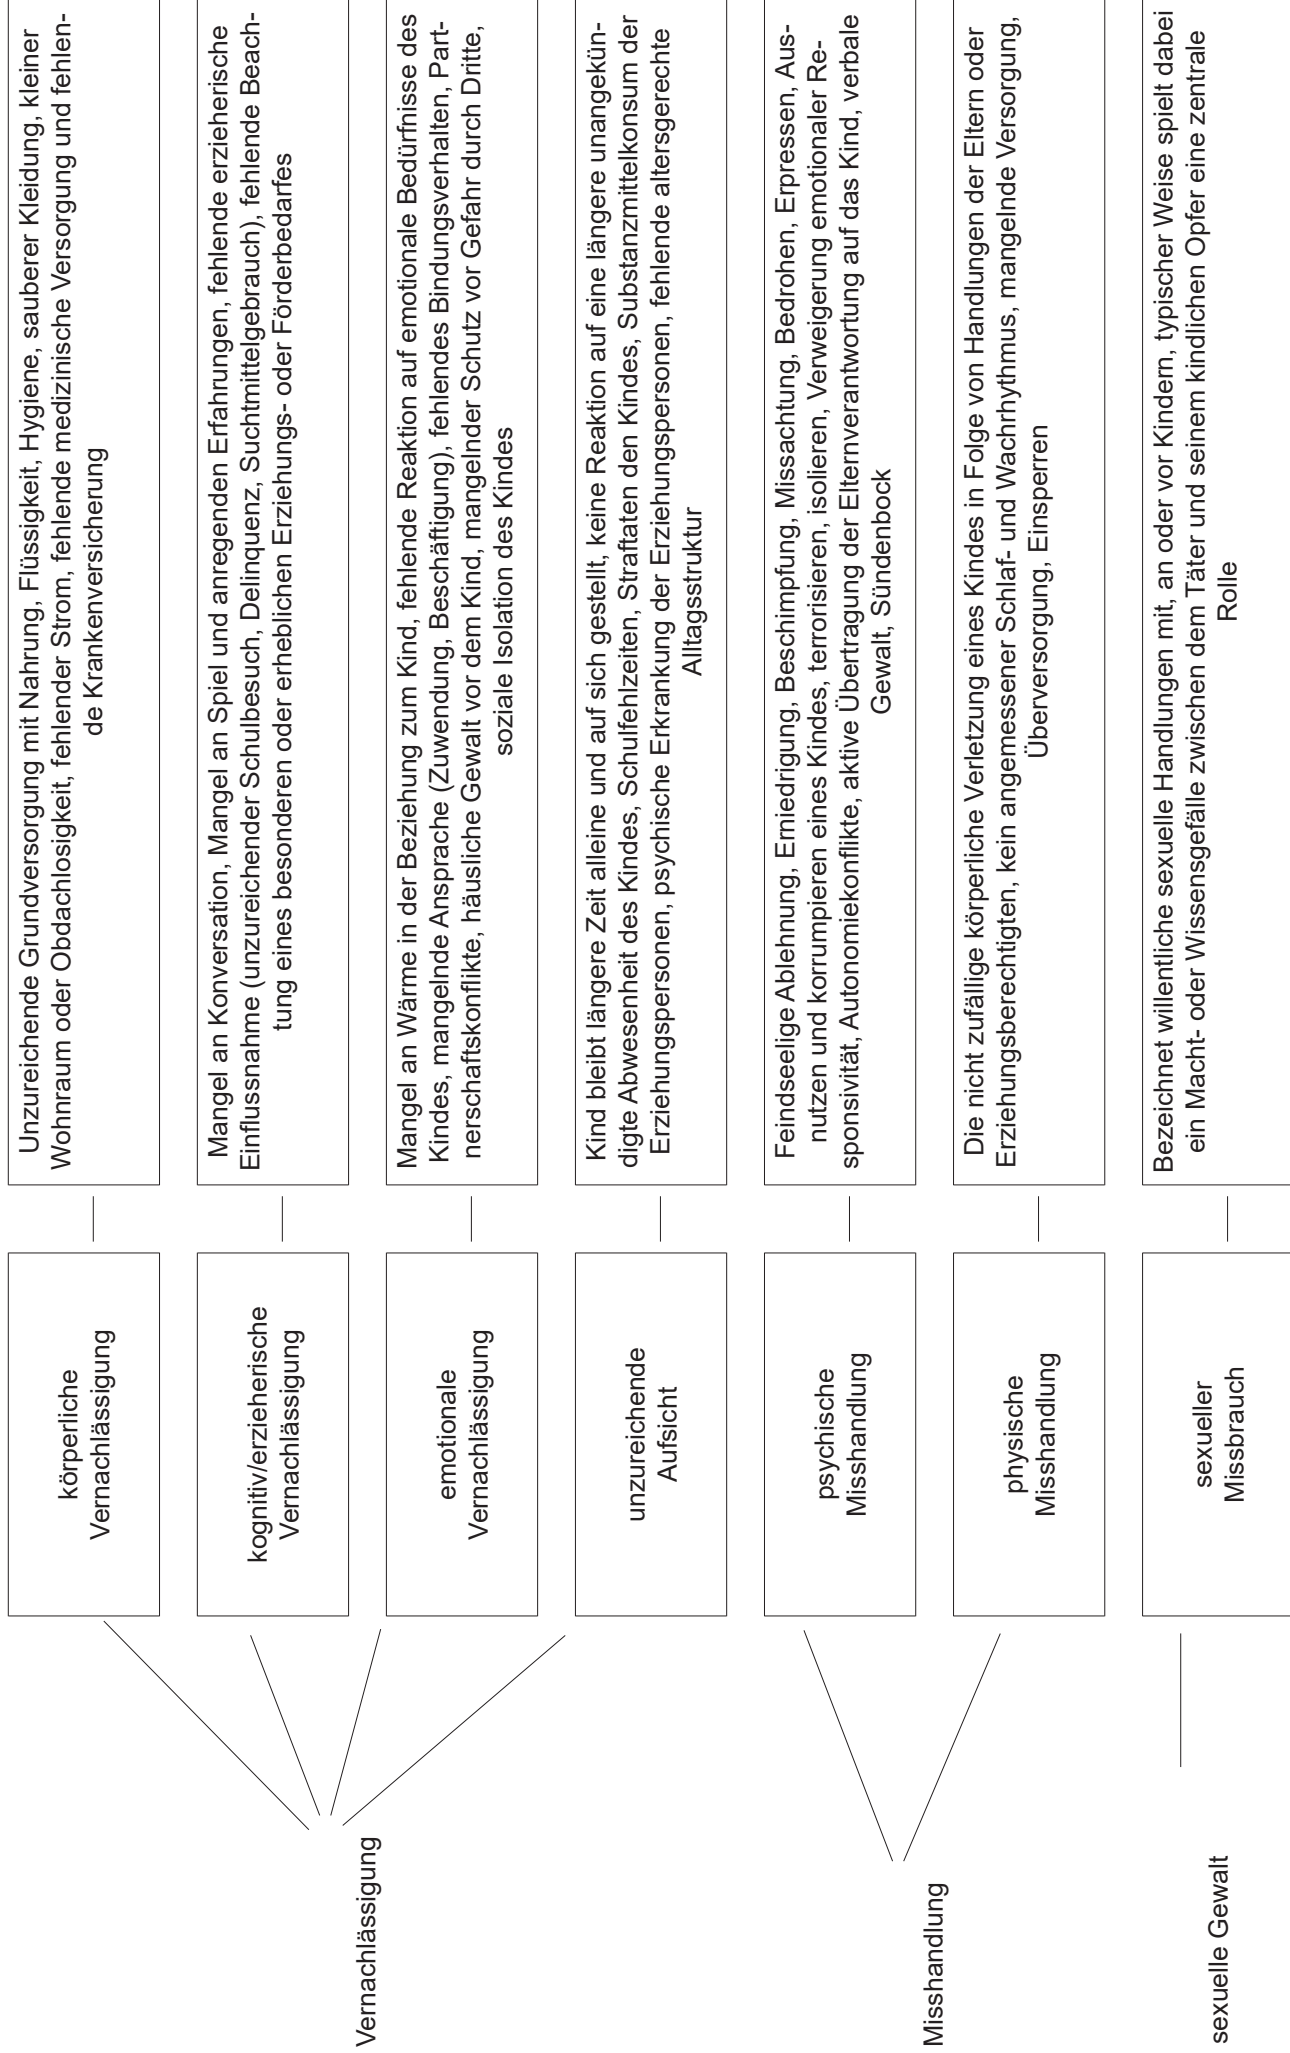 Vernachlässigung
körperliche
Vernachlässigung
Unzureichende Grundversorgung mit Nahrung, Flüssigkeit, Hygiene, sauberer Kleidung, kleiner
Wohnraum oder Obdachlosigkeit, fehlender Strom, fehlende medizinische Versorgung und fehlen-
de Krankenversicherung
kognitiv/erzieherische
Vernachlässigung
Mangel an Konversation, Mangel an Spiel und anregenden Erfahrungen, fehlende erzieherische
Einflussnahme (unzureichender Schulbesuch, Delinquenz, Suchtmittelgebrauch), fehlende Beach-
tung eines besonderen oder erheblichen Erziehungs- oder Förderbedarfes
emotionale
Vernachlässigung
Mangel an Wärme in der Beziehung zum Kind, fehlende Reaktion auf emotionale Bedürfnisse des
Kindes, mangelnde Ansprache (Zuwendung, Beschäftigung), fehlendes Bindungsverhalten, Part-
nerschaftskonflikte, häusliche Gewalt vor dem Kind, mangelnder Schutz vor Gefahr durch Dritte,
soziale Isolation des Kindes
unzureichende
Aufsicht
Kind bleibt längere Zeit alleine und auf sich gestellt, keine Reaktion auf eine längere unangekün-
digte Abwesenheit des Kindes, Schulfehlzeiten, Straftaten den Kindes, Substanzmittelkonsum der
Erziehungspersonen, psychische Erkrankung der Erziehungspersonen, fehlende altersgerechte
Alltagsstruktur
Misshandlung
psychische
Misshandlung
Feindseelige Ablehnung, Erniedrigung, Beschimpfung, Missachtung, Bedrohen, Erpressen, Aus-
nutzen und korrumpieren eines Kindes, terrorisieren, isolieren, Verweigerung emotionaler Re-
sponsivität, Autonomiekonflikte, aktive Übertragung der Elternverantwortung auf das Kind, verbale
Gewalt, Sündenbock
physische
Misshandlung
Die nicht zufällige körperliche Verletzung eines Kindes in Folge von Handlungen der Eltern oder
Erziehungsberechtigten, kein angemessener Schlaf- und Wachrhythmus, mangelnde Versorgung,
Überversorgung, Einsperren
sexuelle Gewalt
sexueller
Missbrauch
Bezeichnet willentliche sexuelle Handlungen mit, an oder vor Kindern, typischer Weise spielt dabei
ein Macht- oder Wissensgefälle zwischen dem Täter und seinem kindlichen Opfer eine zentrale
Rolle